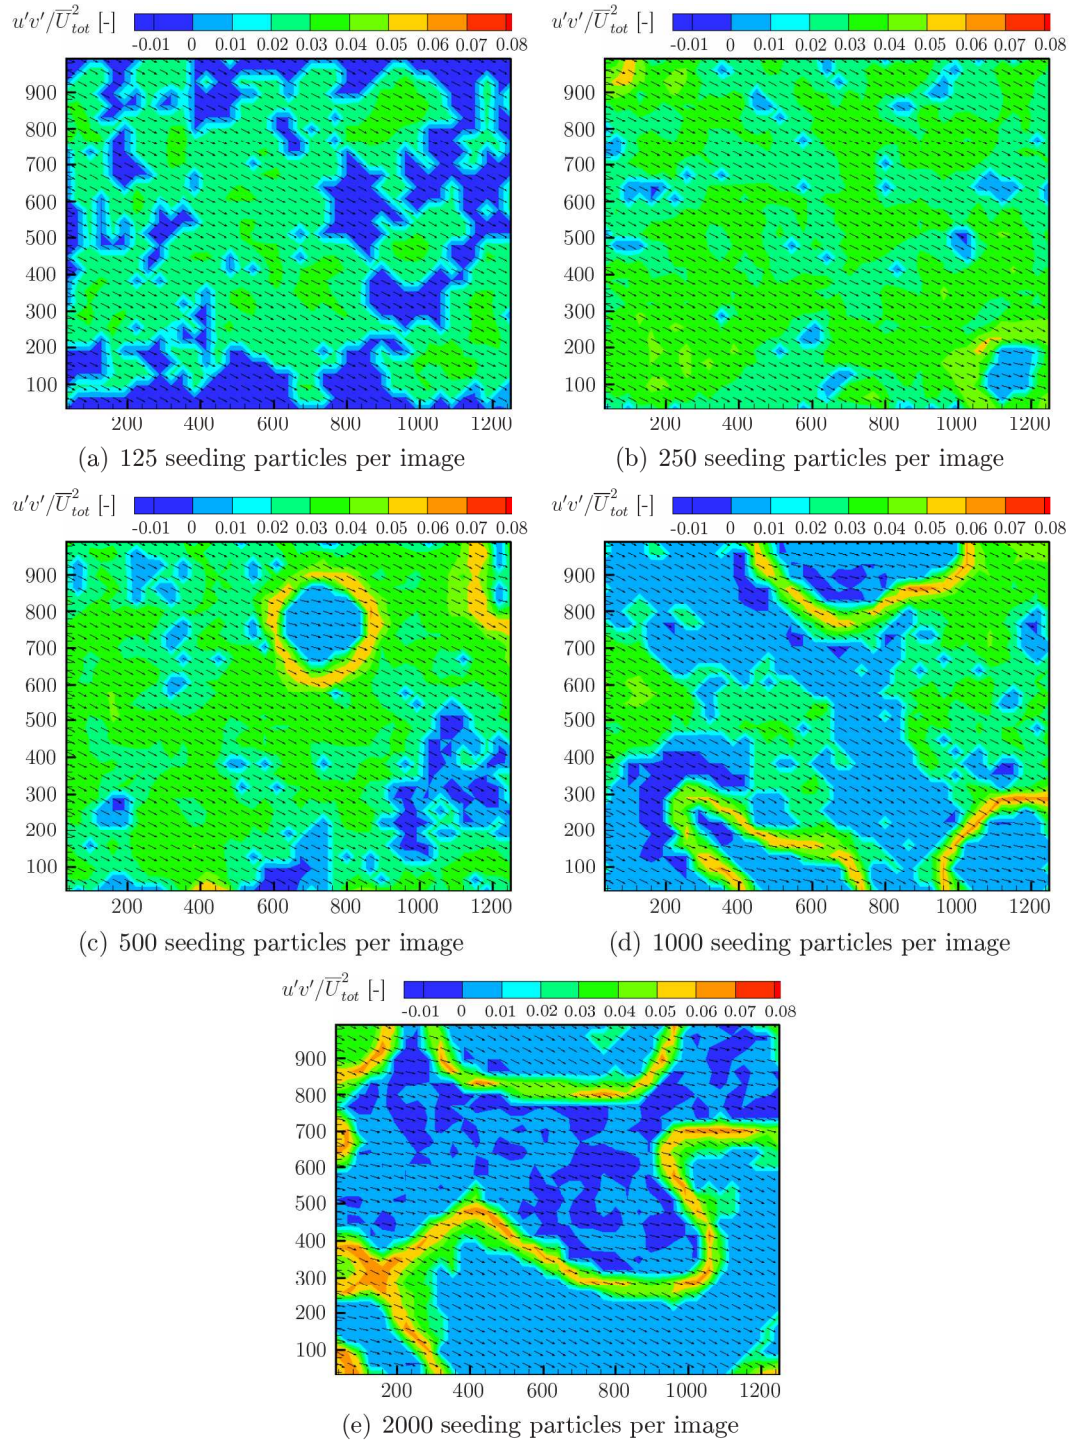 u′v′/U̅²tot [-] u′v′/U̅²tot [-]
-0.01 0 0.01 0.02 0.03 0.04 0.05 0.06 0.07 0.08 -0.01 0 0.01 0.02 0.03 0.04 0.05 0.06 0.07 0.08
900 900
800 800
700 700
600 600
500 500
400 400
300 300
200 200
100 100
200 400 600 800 1000 1200 200 400 600 800 1000 1200
(a) 125 seeding particles per image (b) 250 seeding particles per image
u′v′/U̅²tot [-] u′v′/U̅²tot [-]
-0.01 0 0.01 0.02 0.03 0.04 0.05 0.06 0.07 0.08 -0.01 0 0.01 0.02 0.03 0.04 0.05 0.06 0.07 0.08
900 900
800 800
700 700
600 600
500 500
400 400
300 300
200 200
100 100
200 400 600 800 1000 1200 200 400 600 800 1000 1200
(c) 500 seeding particles per image (d) 1000 seeding particles per image
u′v′/U̅²tot [-]
-0.01 0 0.01 0.02 0.03 0.04 0.05 0.06 0.07 0.08
900
800
700
600
500
400
300
200
100
200 400 600 800 1000 1200
(e) 2000 seeding particles per image